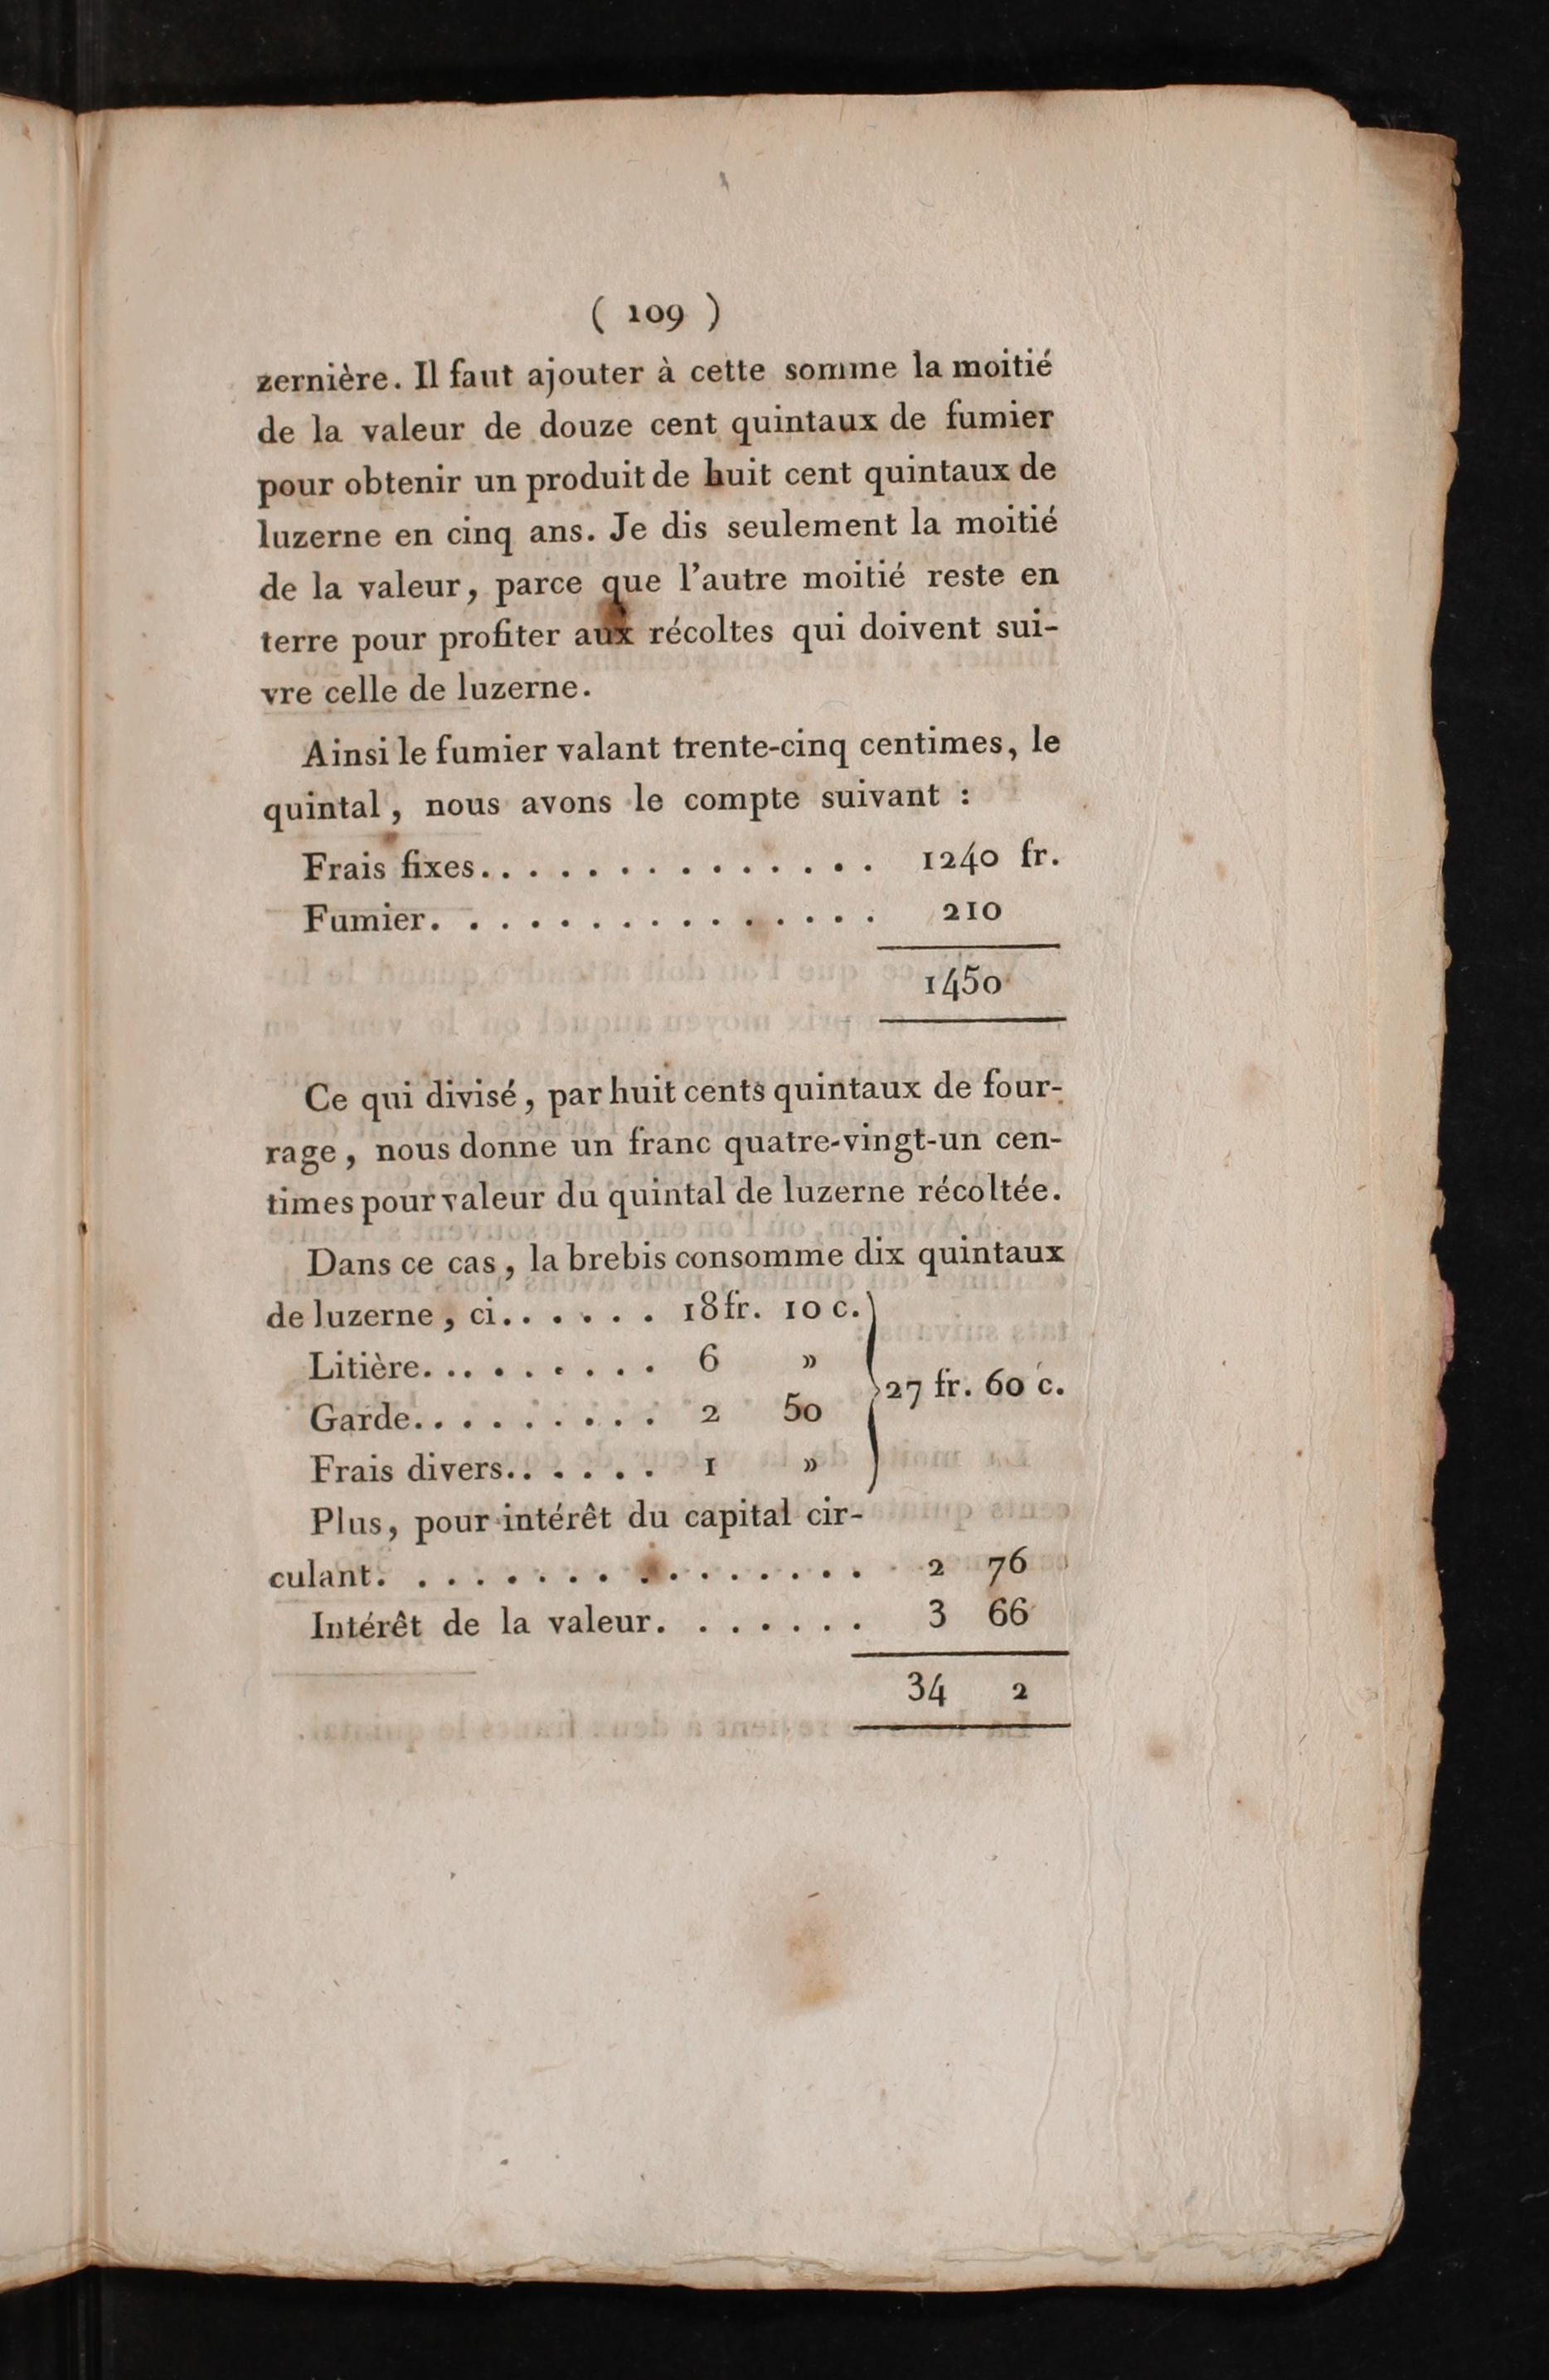 ( 109 )
zernière. Il faut ajouter à cette somme la moitié
de la valeur de douze cent quintaux de fumier
pour obtenir un produit de huit cent quintaux de
luzerne en cinq ans. Je dis seulement la moitié
de la valeur, parce que l'autre moitié reste en
terre pour profiter aux récoltes qui doivent sui-
vre celle de luzerne.
Ainsi le fumier valant trente-cinq centimes, le
quintal, nous avons le compte suivant :
Frais fixes. . . . . . . . . . . . . . 1240 fr.
Fumier. . . . . . . . . . . . . . . 210
1450
Ce qui divisé, par huit cents quintaux de four-
rage, nous donne un franc quatre-vingt-un cen-
times pour valeur du quintal de luzerne récoltée.
Dans ce cas, la brebis consomme dix quintaux
de luzerne, ci. . . . . . 18 fr. 10 c.
Litière. . . . . . . . . 6 »
27 fr. 60 c.
Garde. . . . . . . . . 2 50
Frais divers. . . . . . 1 »
Plus, pour intérêt du capital cir-
culant. . . . . . . . . . . . . . . . 2 76
Intérêt de la valeur. . . . . . . 3 66
34 2